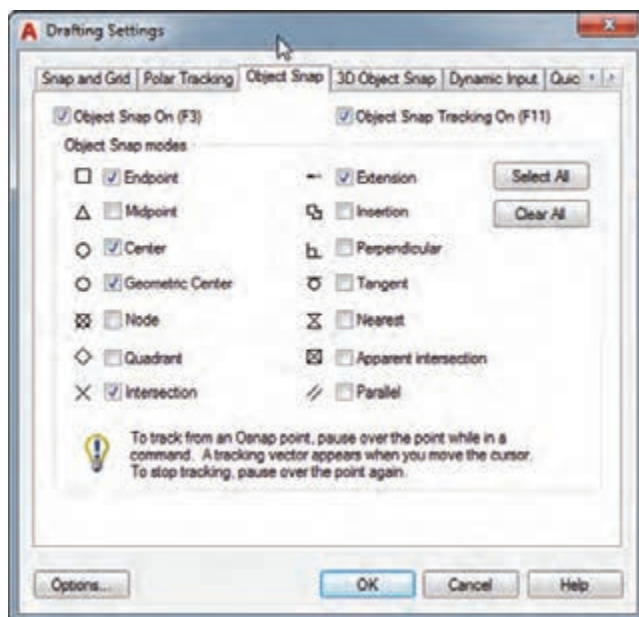 A Drafting Settings
Snap and Grid Polar Tracking Object Snap 3D Object Snap Dynamic Input Quic
Object Snap On (F3) Object Snap Tracking On (F11)
Object Snap modes
Endpoint Extension Select All
Midpoint Insertion Clear All
Center Perpendicular
Geometric Center Tangent
Node Nearest
Quadrant Apparent intersection
Intersection Parallel
To track from an Osnap point, pause over the point while in a
command. A tracking vector appears when you move the cursor.
To stop tracking, pause over the point again.
Options... OK Cancel Help